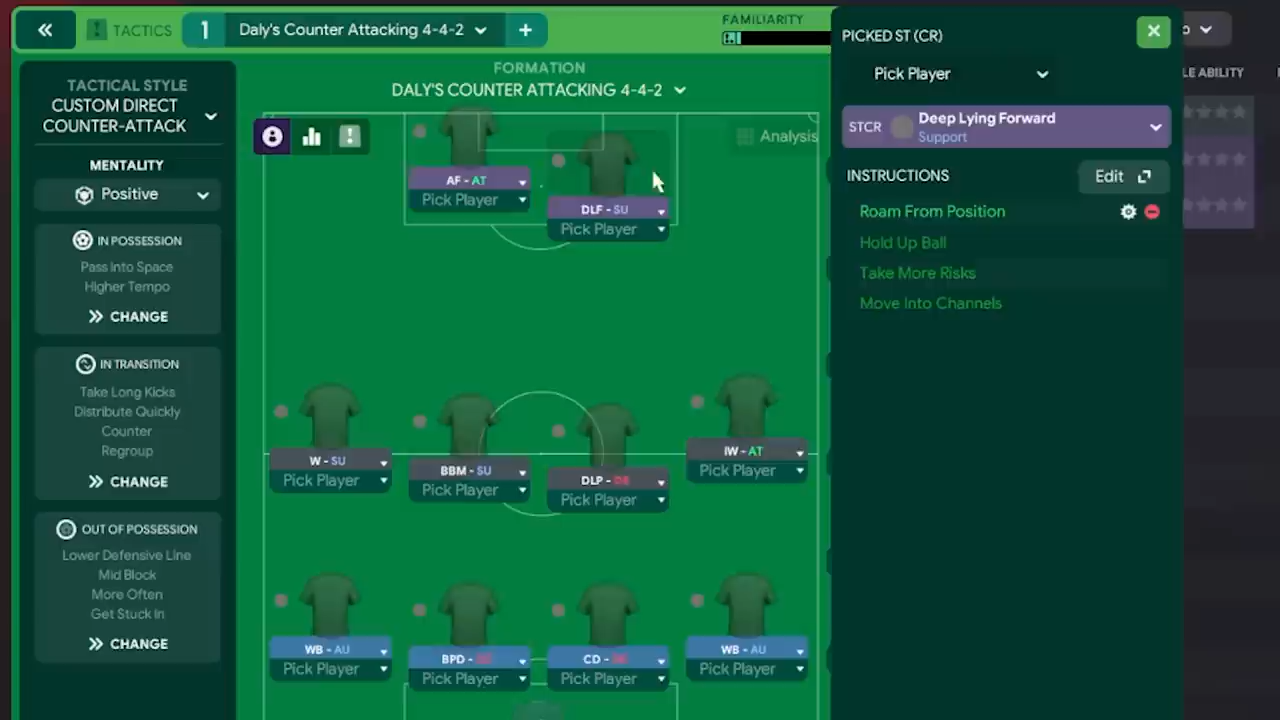 TACTICS
1
Daly's Counter Attacking 4-4-2
+
FAMILIARITY
TACTICAL STYLE
CUSTOM DIRECT
COUNTER-ATTACK
MENTALITY
Positive
IN POSSESSION
Pass Into Space
Higher Tempo
CHANGE
IN TRANSITION
Take Long Kicks
Distribute Quickly
Counter
Regroup
CHANGE
OUT OF POSSESSION
Lower Defensive Line
Mid Block
More Often
Get Stuck In
CHANGE
FORMATION
DALY'S COUNTER ATTACKING 4-4-2
Analysis
AF - AT
Pick Player
DLF - SU
Pick Player
W - SU
Pick Player
BBM - SU
Pick Player
DLP - DE
Pick Player
IW - AT
Pick Player
WB - AU
Pick Player
BPD - DE
Pick Player
CD - DE
Pick Player
WB - AU
Pick Player
PICKED ST (CR)
Pick Player
STCR
Deep Lying Forward
Support
INSTRUCTIONS
Edit
Roam From Position
Hold Up Ball
Take More Risks
Move Into Channels
LE ABILITY